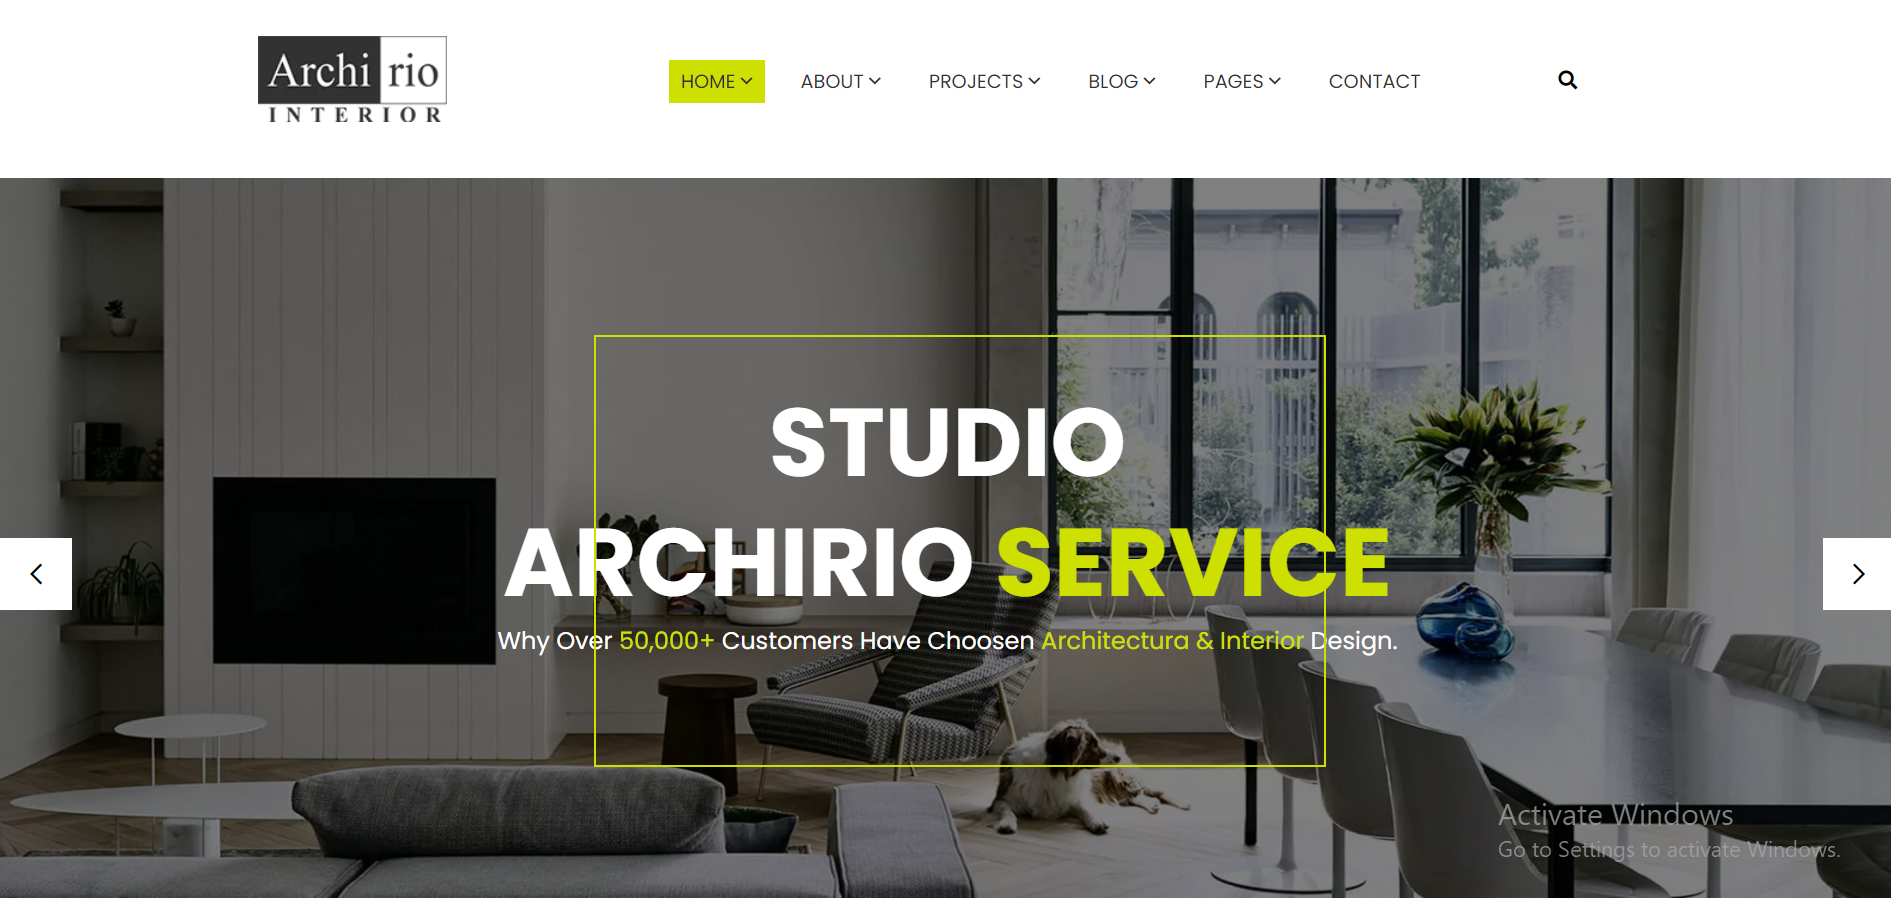 Archi rio
INTERIOR
HOME ABOUT PROJECTS BLOG PAGES CONTACT
STUDIO
ARCHIRIO SERVICE
Why Over 50,000+ Customers Have Choosen Architectura & Interior Design.
Activate Windows
Go to Settings to activate Windows.